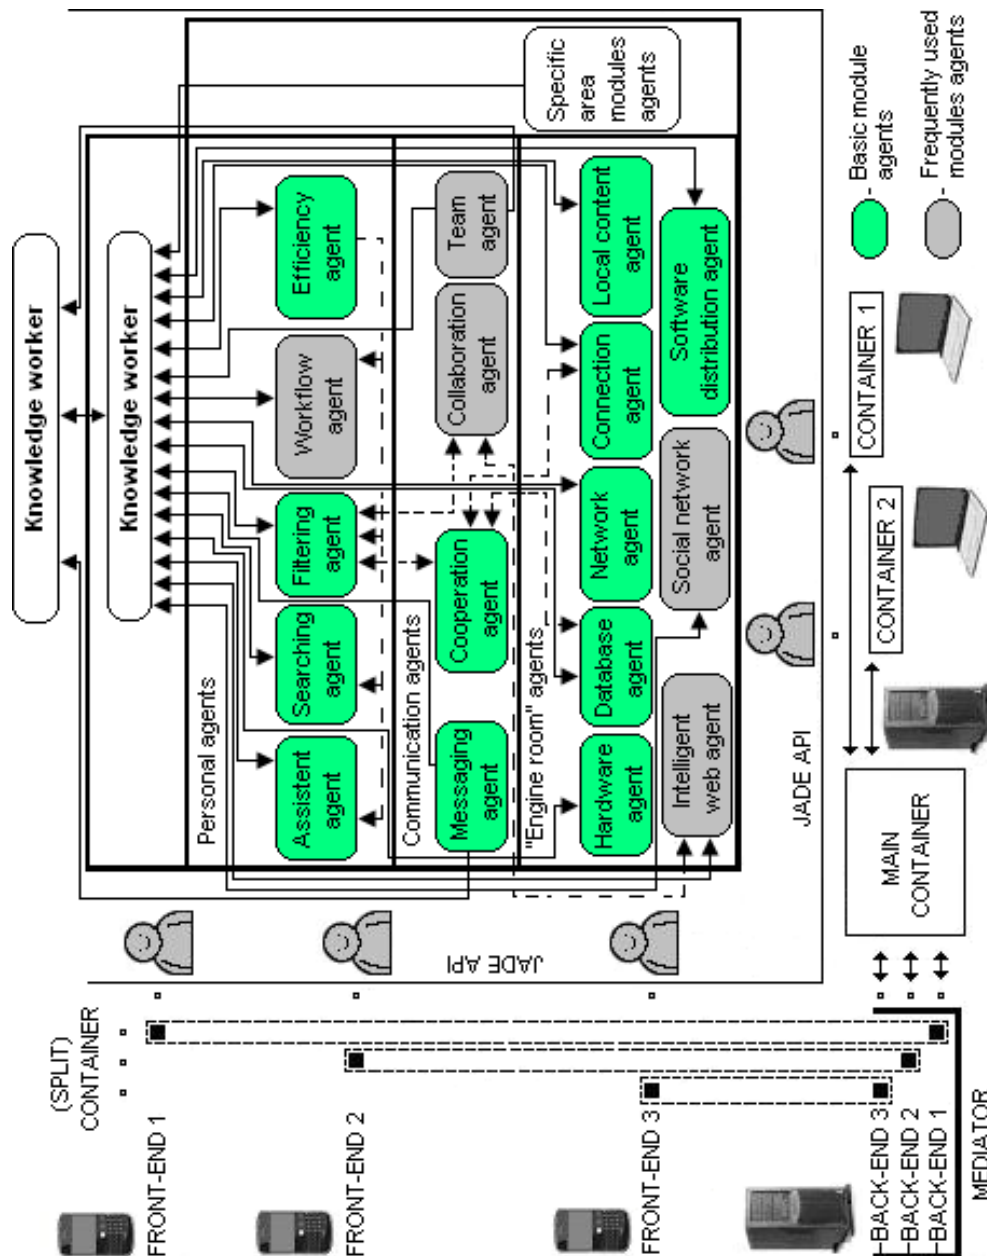 Knowledge worker
Knowledge worker
Personal agents
Assistent
agent
Searching
agent
Filtering
agent
Workflow
agent
Efficiency
agent
Communication agents
Messaging
agent
Cooperation
agent
Collaboration
agent
Team
agent
Specific
area
modules
agents
"Engine room" agents
Hardware
agent
Database
agent
Network
agent
Connection
agent
Local content
agent
Intelligent
web agent
Social network
agent
Software
distribution agent
JADE API
JADE API
(SPLIT)
CONTAINER
FRONT-END 1
FRONT-END 2
FRONT-END 3
BACK-END 3
BACK-END 2
BACK-END 1
MEDIATOR
MAIN
CONTAINER
CONTAINER 2
CONTAINER 1
- Basic module
agents
- Frequently used
modules agents